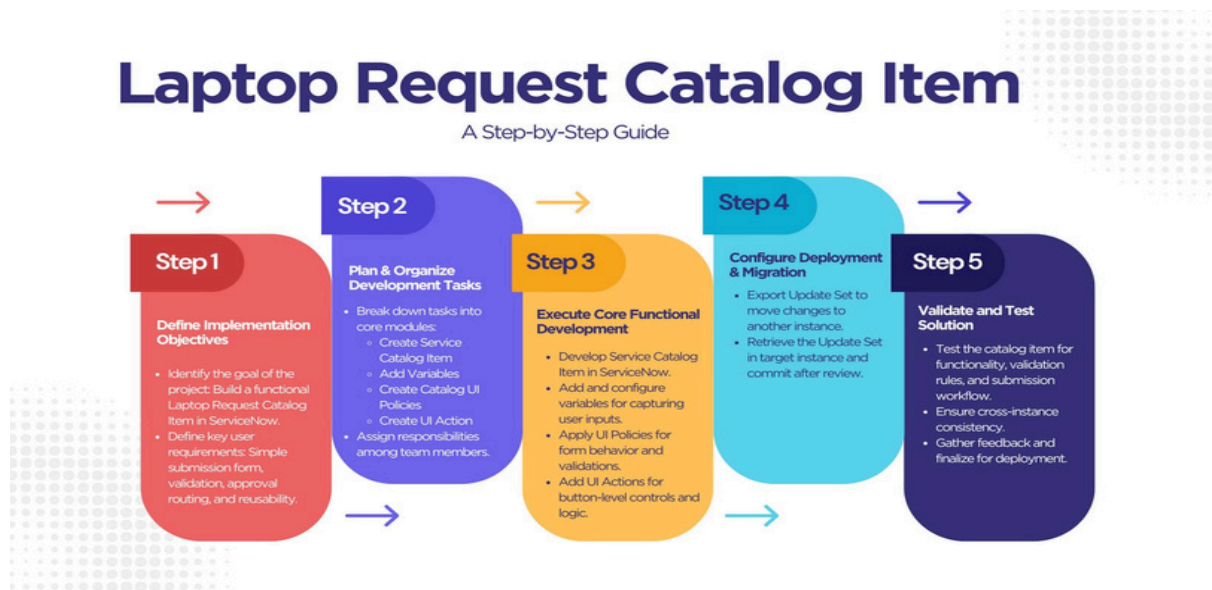 Laptop Request Catalog Item
A Step-by-Step Guide
Step 1
Define Implementation
Objectives
• Identify the goal of the
project: Build a functional
Laptop Request Catalog
Item in ServiceNow.
• Define key user
requirements: Simple
submission form,
validation, approval
routing, and reusability.
Step 2
Plan & Organize
Development Tasks
• Break down tasks into
core modules:
◦ Create Service
Catalog Item
◦ Add Variables
◦ Create Catalog UI
Policies
◦ Create UI Action
• Assign responsibilities
among team members.
Step 3
Execute Core Functional
Development
• Develop Service Catalog
Item in ServiceNow.
• Add and configure
variables for capturing
user inputs.
• Apply UI Policies for
form behavior and
validations.
• Add UI Actions for
button-level controls and
logic.
Step 4
Configure Deployment
& Migration
• Export Update Set to
move changes to
another instance.
• Retrieve the Update Set
in target instance and
commit after review.
Step 5
Validate and Test
Solution
• Test the catalog item for
functionality, validation
rules, and submission
workflow.
• Ensure cross-instance
consistency.
• Gather feedback and
finalize for deployment.